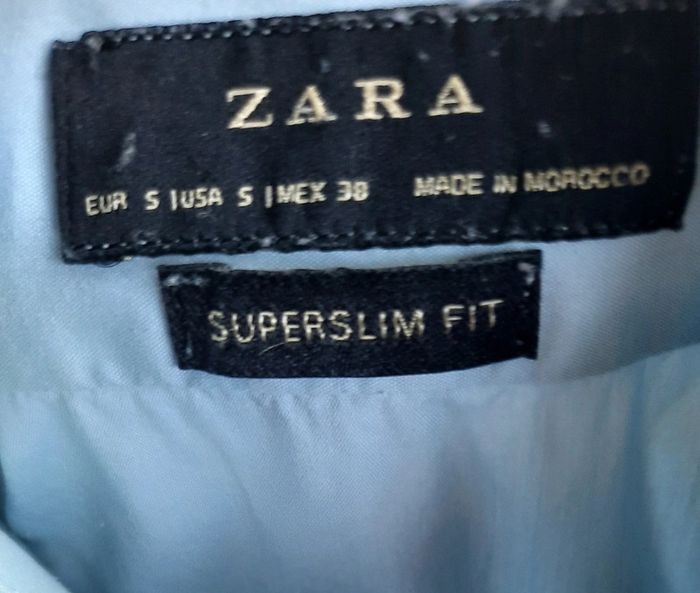 ZARA
EUR S | USA S | MEX 38 MADE IN MOROCCO
SUPERSLIM FIT